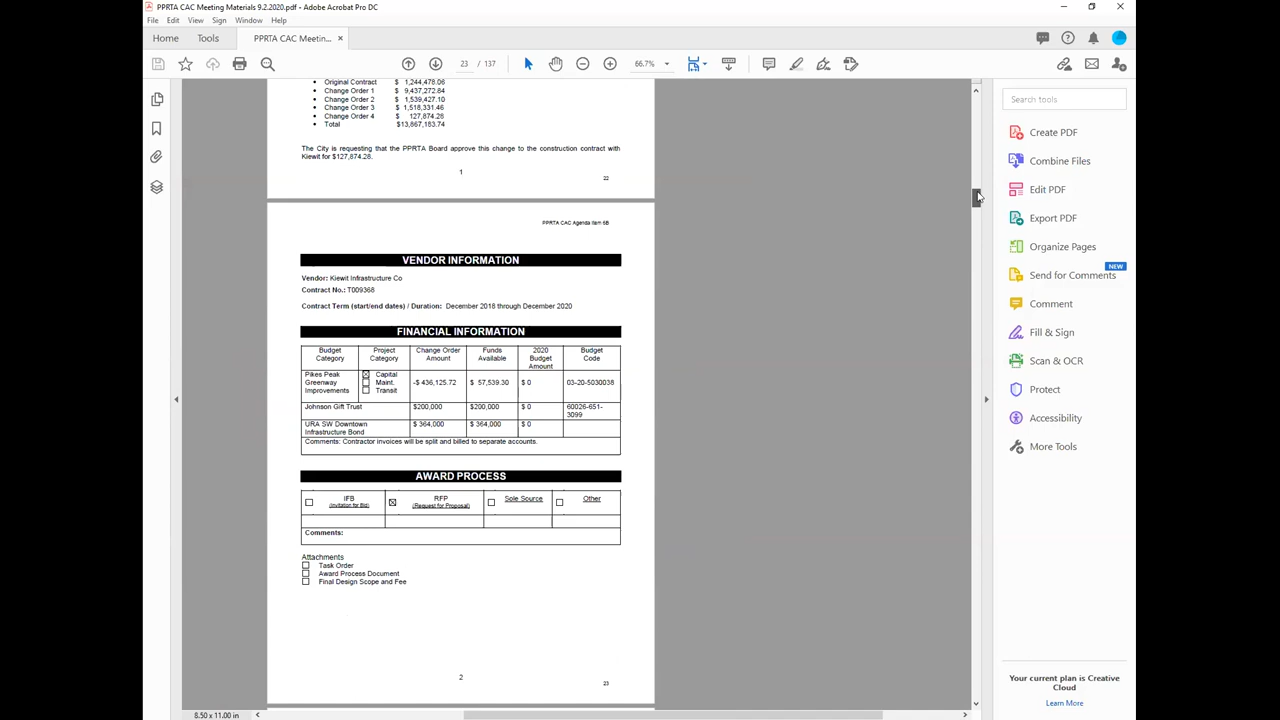 PPRTA CAC Meeting Materials 9.2.2020.pdf - Adobe Acrobat Pro DC
File Edit View Sign Window Help
Home Tools PPRTA CAC Meetin... ×
23 / 137 66.7%
Original Contract $ 1,244,478.06
Change Order 1 $ 9,437,272.84
Change Order 2 $ 1,539,427.10
Change Order 3 $ 1,518,331.46
Change Order 4 $ 127,874.28
Total $13,867,183.74
The City is requesting that the PPRTA Board approve this change to the construction contract with
Kiewit for $127,874.28.
1
22
PPRTA CAC Agenda Item 6B
VENDOR INFORMATION
Vendor: Kiewit Infrastructure Co
Contract No.: T009368
Contract Term (start/end dates) / Duration: December 2018 through December 2020
FINANCIAL INFORMATION
Budget Category Project Category Change Order Amount Funds Available 2020 Budget Amount Budget Code
Pikes Peak Greenway Improvements Capital Maint. Transit -$ 436,125.72 $ 57,539.30 $ 0 03-20-5030038
Johnson Gift Trust $200,000 $200,000 $ 0 60026-651-3099
URA SW Downtown Infrastructure Bond $ 364,000 $ 364,000 $ 0
Comments: Contractor invoices will be split and billed to separate accounts.
AWARD PROCESS
IFB (Invitation for Bid) RFP (Request for Proposal) Sole Source Other
Comments:
Attachments
Task Order
Award Process Document
Final Design Scope and Fee
2
23
8.50 x 11.00 in
Search tools
Create PDF
Combine Files
Edit PDF
Export PDF
Organize Pages
NEW
Send for Comments
Comment
Fill & Sign
Scan & OCR
Protect
Accessibility
More Tools
Your current plan is Creative
Cloud
Learn More